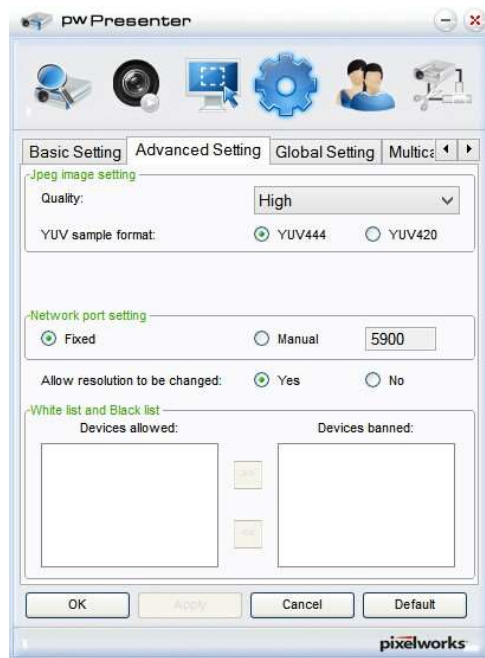 pwPresenter
Basic Setting Advanced Setting Global Setting Multica
Jpeg image setting
Quality: High
YUV sample format: YUV444 YUV420
Network port setting
Fixed Manual 5900
Allow resolution to be changed: Yes No
White list and Black list
Devices allowed: Devices banned:
>>
<<
OK Apply Cancel Default
pixelworks